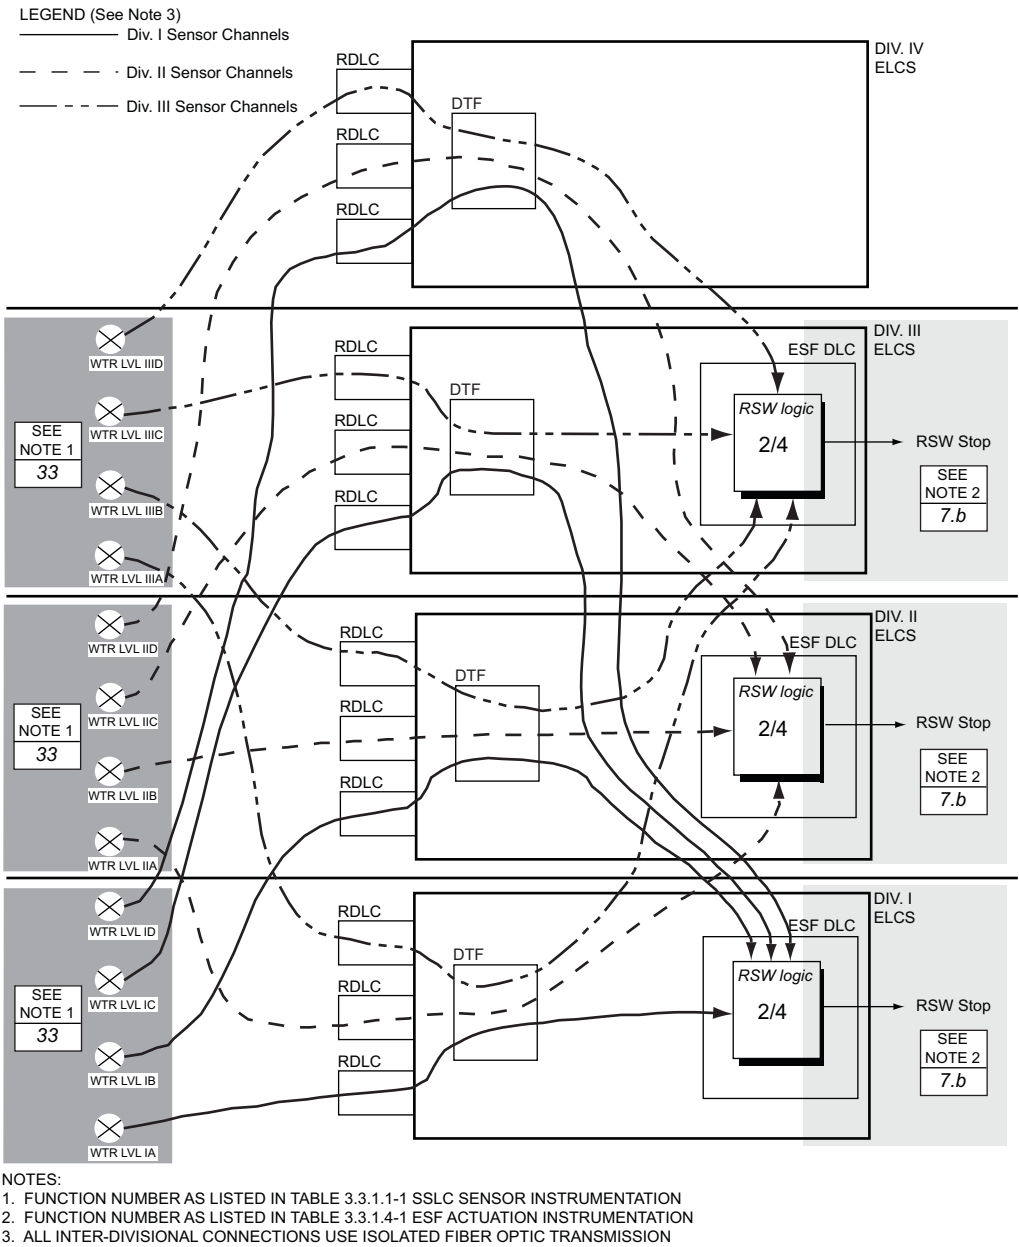 LEGEND (See Note 3)
Div. I Sensor Channels
Div. II Sensor Channels
Div. III Sensor Channels
DIV. IV
ELCS
RDLC
DTF
RDLC
RDLC
DIV. III
ELCS
ESF DLC
RDLC
DTF
RDLC
RDLC
WTR LVL IIID
WTR LVL IIIC
WTR LVL IIIB
WTR LVL IIIA
SEE
NOTE 1
33
RSW logic
2/4
RSW Stop
SEE
NOTE 2
7.b
DIV. II
ELCS
ESF DLC
RDLC
DTF
RDLC
RDLC
WTR LVL IID
WTR LVL IIC
WTR LVL IIB
WTR LVL IIA
SEE
NOTE 1
33
RSW logic
2/4
RSW Stop
SEE
NOTE 2
7.b
DIV. I
ELCS
ESF DLC
RDLC
DTF
RDLC
RDLC
WTR LVL ID
WTR LVL IC
WTR LVL IB
WTR LVL IA
SEE
NOTE 1
33
RSW logic
2/4
RSW Stop
SEE
NOTE 2
7.b
NOTES:
1. FUNCTION NUMBER AS LISTED IN TABLE 3.3.1.1-1 SSLC SENSOR INSTRUMENTATION
2. FUNCTION NUMBER AS LISTED IN TABLE 3.3.1.4-1 ESF ACTUATION INSTRUMENTATION
3. ALL INTER-DIVISIONAL CONNECTIONS USE ISOLATED FIBER OPTIC TRANSMISSION